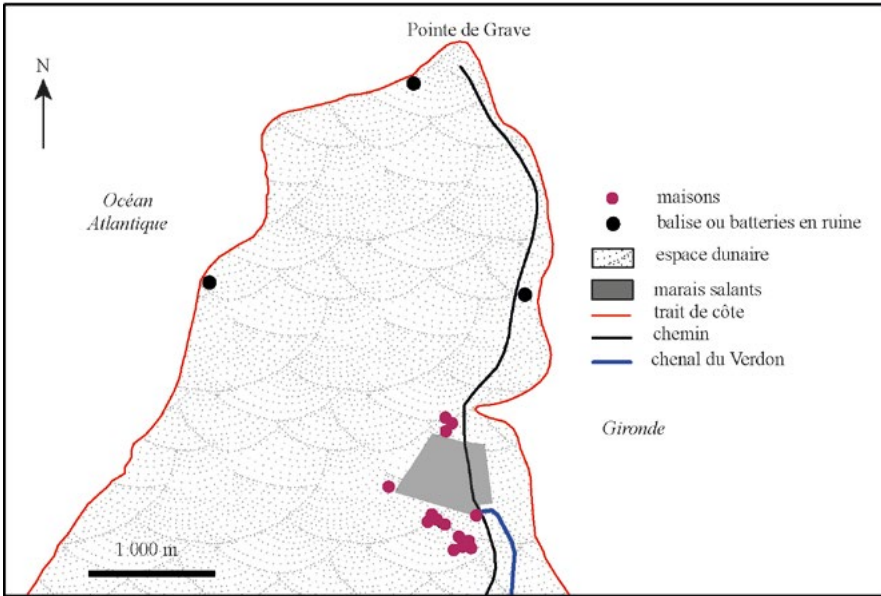 Pointe de Grave
N
Océan
Atlantique
maisons
balise ou batteries en ruine
espace dunaire
marais salants
trait de côte
chemin
chenal du Verdon
Gironde
1 000 m